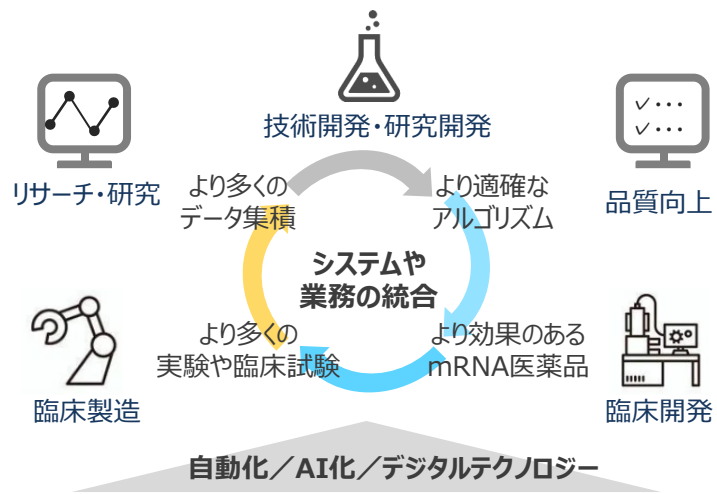 技術開発・研究開発
リサーチ・研究
品質向上
より多くの
データ集積
より適確な
アルゴリズム
システムや
業務の統合
より多くの
実験や臨床試験
より効果のある
mRNA医薬品
臨床製造
臨床開発
自動化／AI化／デジタルテクノロジー